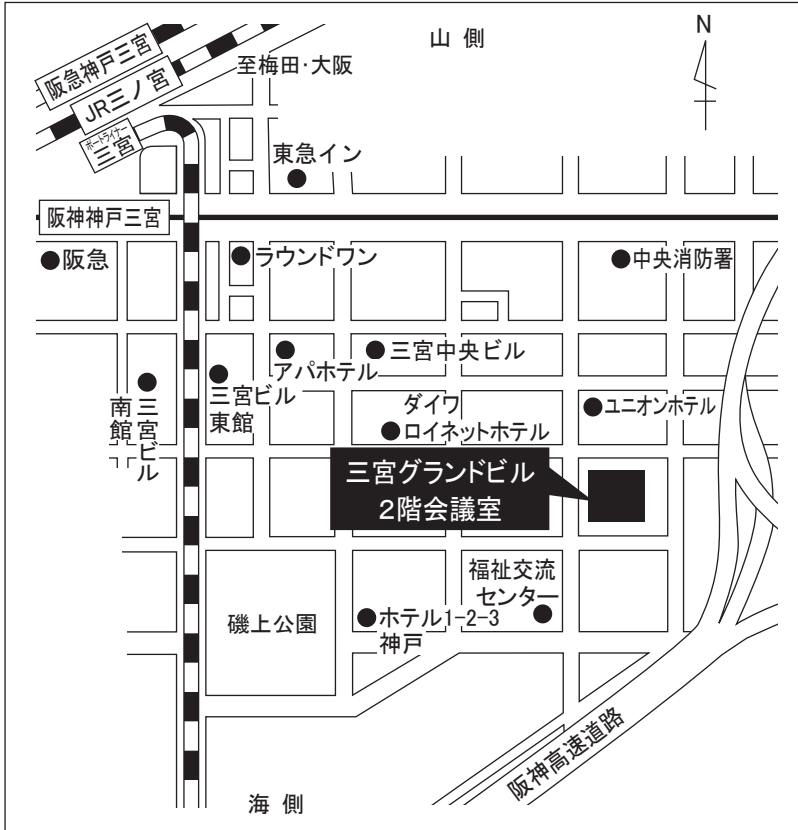 山側
N
阪急神戸三宮
至梅田・大阪
JR三ノ宮
ポートライナー
三宮
東急イン
阪神神戸三宮
阪急
ラウンドワン
中央消防署
三宮中央ビル
アパホテル
三宮ビル
東館
三宮ビル
南館
ダイワ
ロイネットホテル
ユニオンホテル
三宮グランドビル
2階会議室
福祉交流
センター
磯上公園
ホテル1-2-3
神戸
阪神高速道路
海側